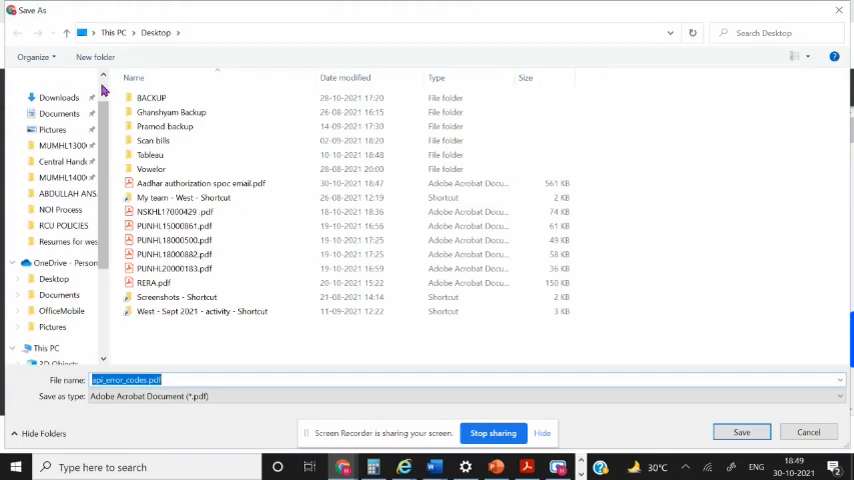 Save As
This PC > Desktop >
Search Desktop
Organize
New folder
Name Date modified Type Size
Downloads
Documents
Pictures
MUMHL1300
Central Hando
MUMHL1400
ABDULLAH ANS.
NOI Process
RCU POLICIES
Resumes for wes
OneDrive - Person
Desktop
Documents
OfficeMobile
Pictures
This PC
3D Objects
BACKUP 28-10-2021 17:20 File folder
Ghanshyam Backup 26-08-2021 16:15 File folder
Pramod backup 14-09-2021 17:30 File folder
Scan bills 02-09-2021 18:20 File folder
Tableau 10-10-2021 18:48 File folder
Vowelor 28-08-2021 20:00 File folder
Aadhar authorization spoc email.pdf 30-10-2021 18:47 Adobe Acrobat Docu... 561 KB
My team - West - Shortcut 26-08-2021 12:19 Shortcut 2 KB
NSKHL17000429 .pdf 18-10-2021 18:36 Adobe Acrobat Docu... 74 KB
PUNHL15000861.pdf 19-10-2021 16:56 Adobe Acrobat Docu... 61 KB
PUNHL18000500.pdf 19-10-2021 17:25 Adobe Acrobat Docu... 49 KB
PUNHL18000882.pdf 19-10-2021 17:25 Adobe Acrobat Docu... 58 KB
PUNHL20000183.pdf 19-10-2021 16:59 Adobe Acrobat Docu... 36 KB
RERA.pdf 20-10-2021 15:22 Adobe Acrobat Docu... 150 KB
Screenshots - Shortcut 21-08-2021 14:14 Shortcut 2 KB
West - Sept 2021 - activity - Shortcut 11-09-2021 12:22 Shortcut 3 KB
File name: api_error_codes.pdf
Save as type: Adobe Acrobat Document (*.pdf)
Hide Folders
Screen Recorder is sharing your screen. Stop sharing Hide
Save
Cancel
Type here to search
30°C
ENG
18:49
30-10-2021
2